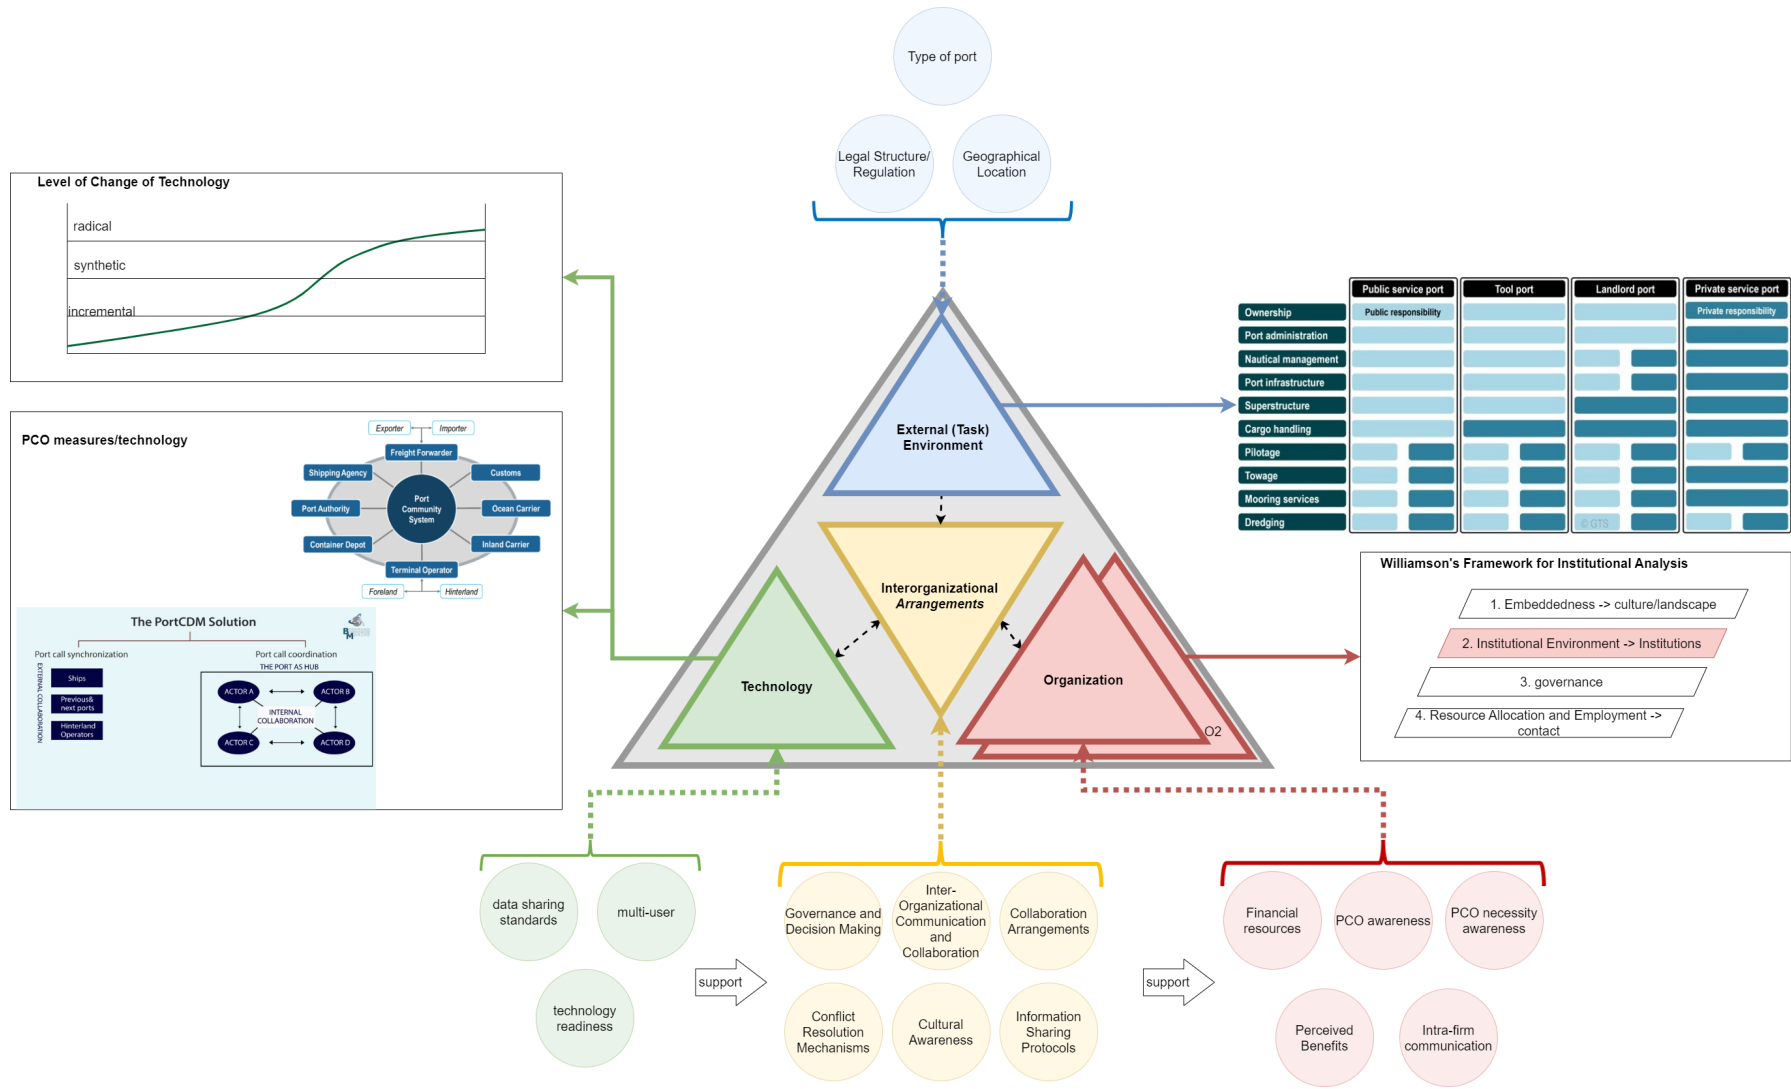 Type of port
Legal Structure/
Regulation
Geographical
Location
Level of Change of Technology
radical
synthetic
incremental
PCO measures/technology
Exporter
Importer
Freight Forwarder
Shipping Agency
Customs
Port Authority
Port
Community
System
Ocean Carrier
Container Depot
Inland Carrier
Terminal Operator
Foreland
Hinterland
The PortCDM Solution
Port call synchronization
Port call coordination
THE PORT AS HUB
EXTERNAL COLLABORATION
Ships
Previous&
next ports
Hinterland
Operators
ACTOR A
ACTOR B
INTERNAL
COLLABORATION
ACTOR C
ACTOR D
External (Task)
Environment
Interorganizational
Arrangements
Technology
Organization
O2
Public service port
Tool port
Landlord port
Private service port
Ownership
Public responsibility
Private responsibility
Port administration
Nautical management
Port infrastructure
Superstructure
Cargo handling
Pilotage
Towage
Mooring services
Dredging
© GTS
Williamson's Framework for Institutional Analysis
1. Embeddedness -> culture/landscape
2. Institutional Environment -> Institutions
3. governance
4. Resource Allocation and Employment ->
contact
data sharing
standards
multi-user
technology
readiness
support
Governance and
Decision Making
Inter-
Organizational
Communication
and
Collaboration
Collaboration
Arrangements
Conflict
Resolution
Mechanisms
Cultural
Awareness
Information
Sharing
Protocols
support
Financial
resources
PCO awareness
PCO necessity
awareness
Perceived
Benefits
Intra-firm
communication